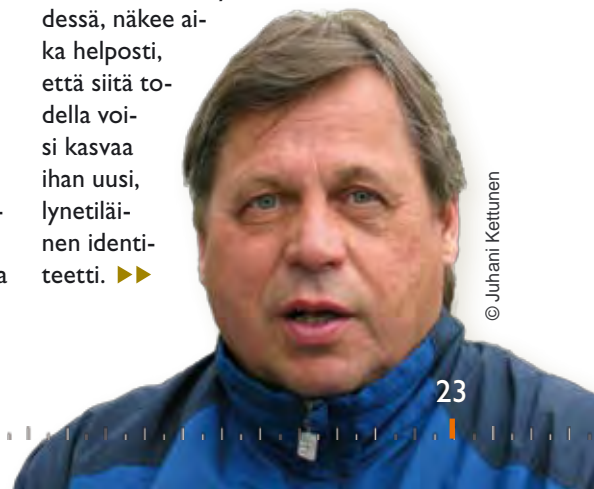 dessä, näkee ai-
ka helposti,
että siitä to-
della voi-
si kasvaa
ihan uusi,
lynetiläi-
nen identi-
teetti. ▶▶
-
a
© Juhani Kettunen
23